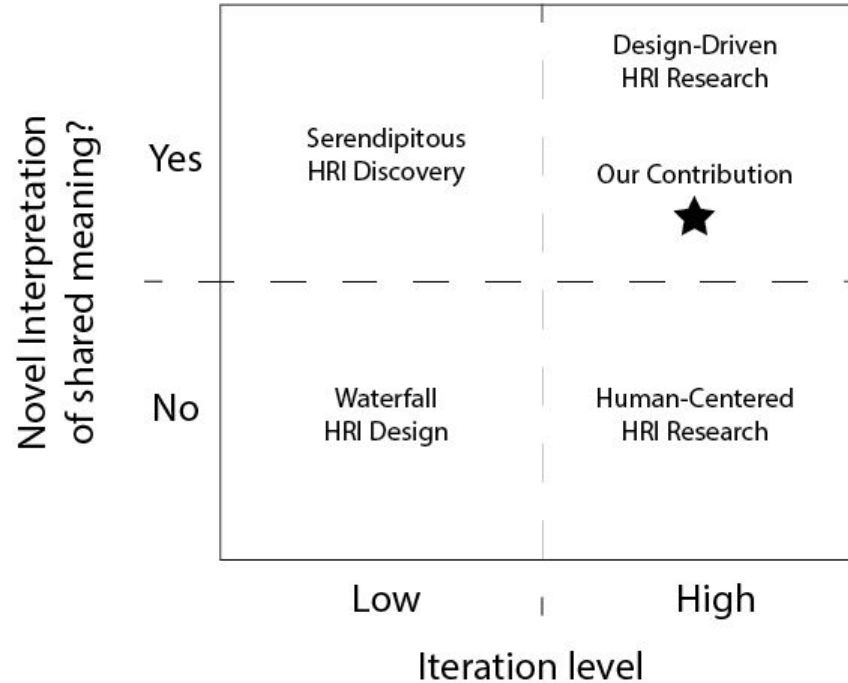 Design-Driven
HRI Research
Serendipitous
HRI Discovery
Our Contribution
Novel Interpretation
of shared meaning?
Yes
No
Waterfall
HRI Design
Human-Centered
HRI Research
Low
High
Iteration level